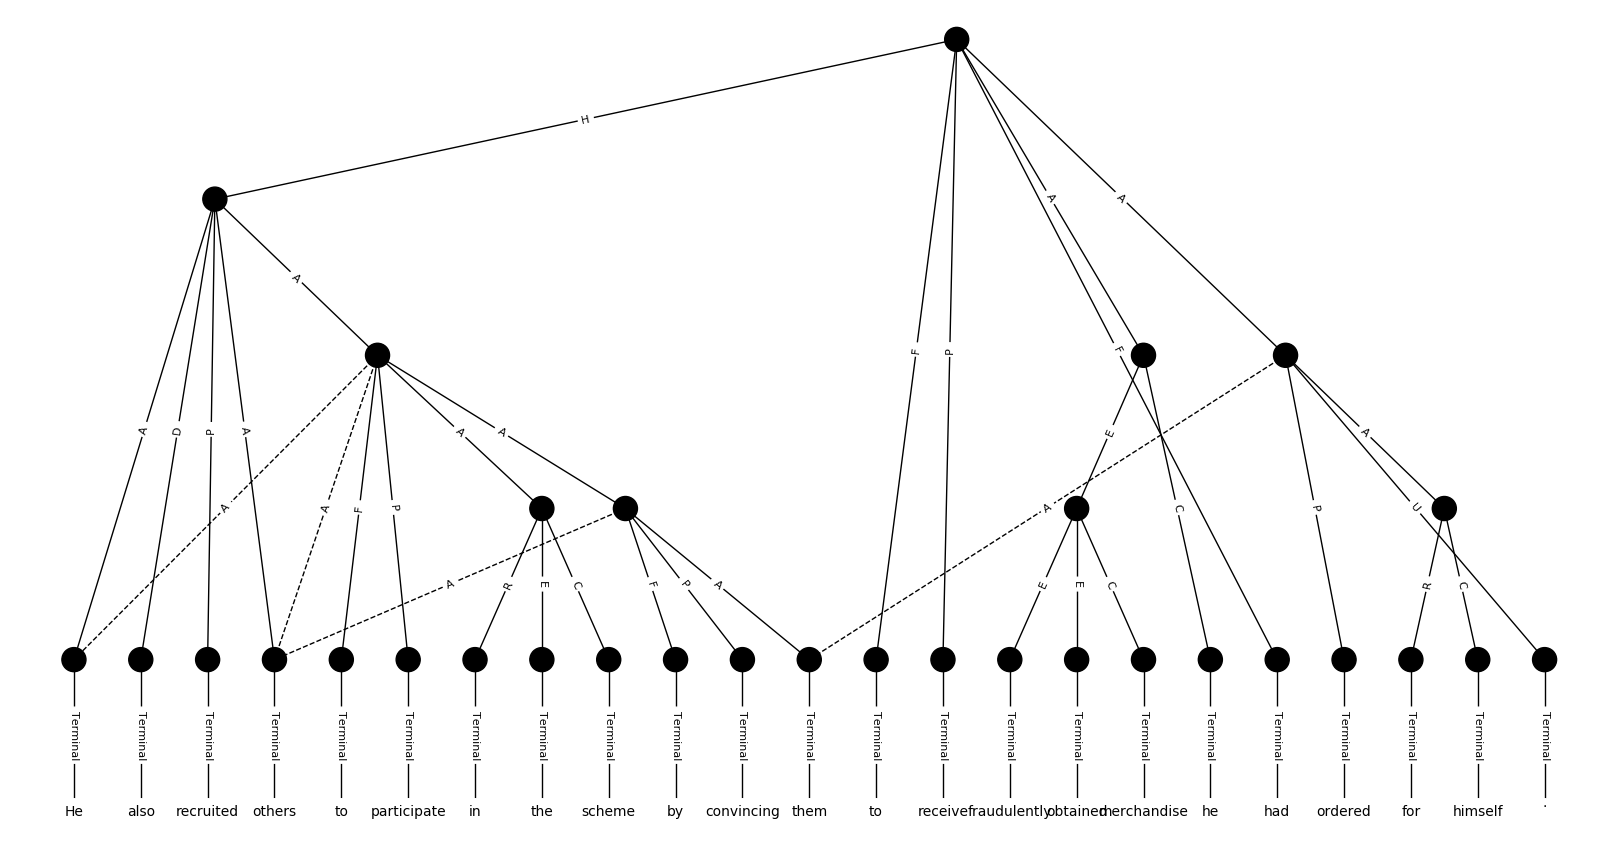 H
A A
A
F P F
A D P A A A E
A A F P A C P U
A R E C F P A E E C R C
Terminal Terminal Terminal Terminal Terminal Terminal Terminal Terminal Terminal Terminal Terminal Terminal Terminal Terminal Terminal Terminal Terminal Terminal Terminal Terminal Terminal Terminal Terminal
He also recruited others to participate in the scheme by convincing them to receive fraudulently obtained merchandise he had ordered for himself .